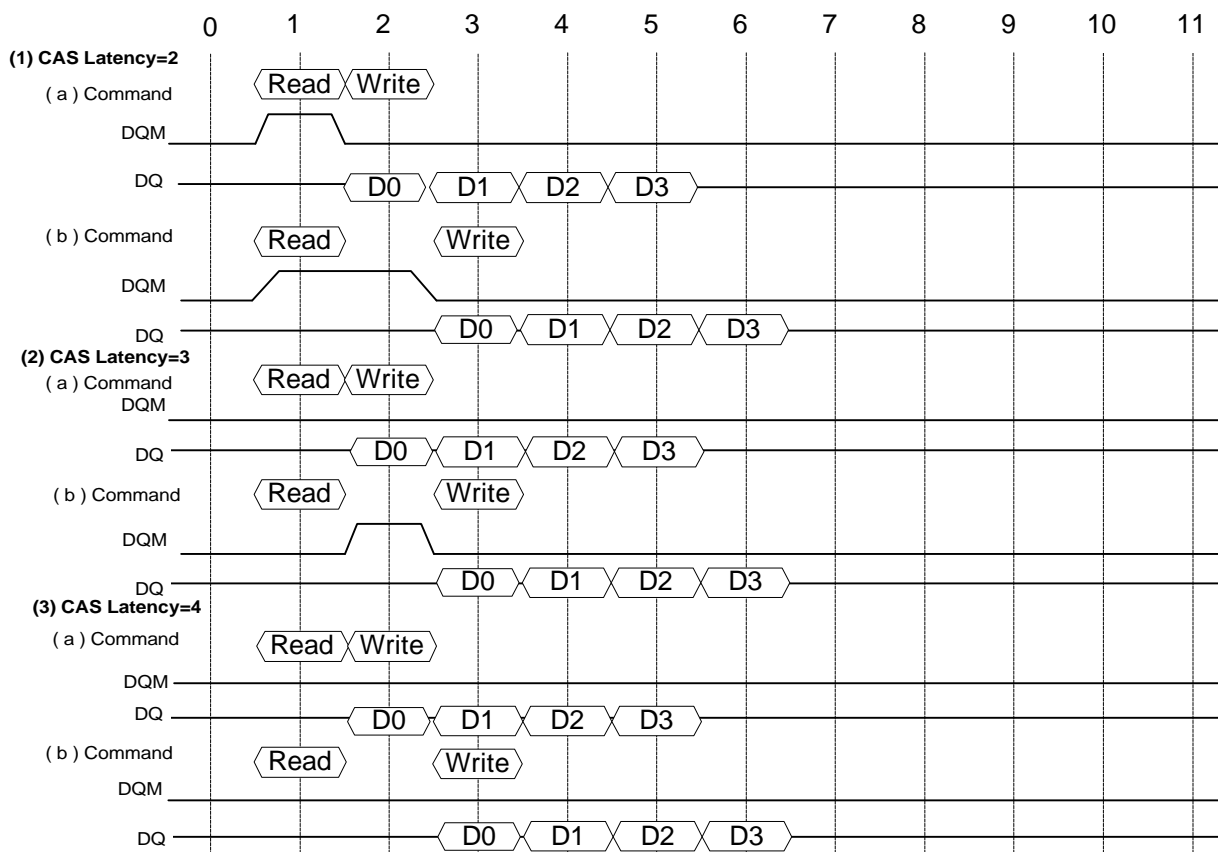 0 1 2 3 4 5 6 7 8 9 10 11
(1) CAS Latency=2
( a ) Command Read Write
DQM
DQ D0 D1 D2 D3
( b ) Command Read Write
DQM
DQ D0 D1 D2 D3
(2) CAS Latency=3
( a ) Command Read Write
DQM
DQ D0 D1 D2 D3
( b ) Command Read Write
DQM
DQ D0 D1 D2 D3
(3) CAS Latency=4
( a ) Command Read Write
DQM
DQ D0 D1 D2 D3
( b ) Command Read Write
DQM
DQ D0 D1 D2 D3